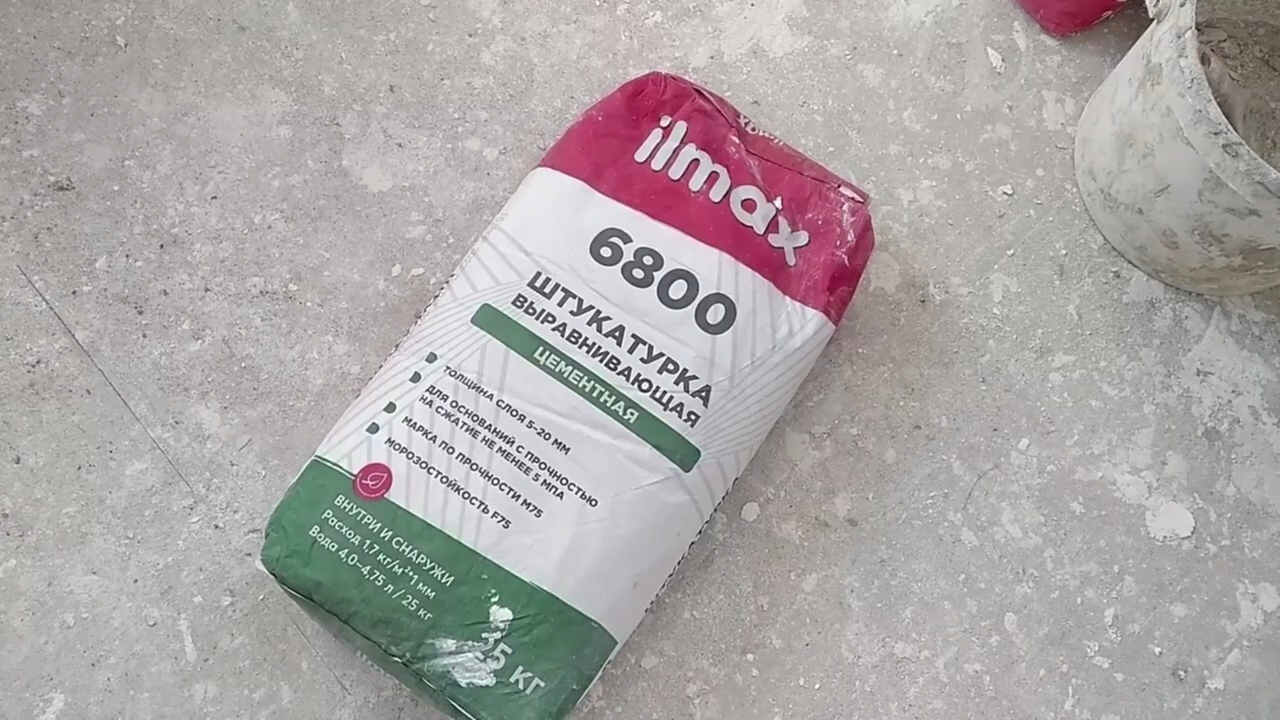 ilmax
6800
ШТУКАТУРКА
ВЫРАВНИВАЮЩАЯ
ЦЕМЕНТНАЯ
ТОЛЩИНА СЛОЯ 5-20 ММ
ДЛЯ ОСНОВАНИЙ С ПРОЧНОСТЬЮ
НА СЖАТИЕ НЕ МЕНЕЕ 5 МПА
МАРКА ПО ПРОЧНОСТИ М75
МОРОЗОСТОЙКОСТЬ F75
ВНУТРИ И СНАРУЖИ
Расход 1,7 кг/м²*1 мм
Вода 4,0-4,75 л / 25 кг
25 кг